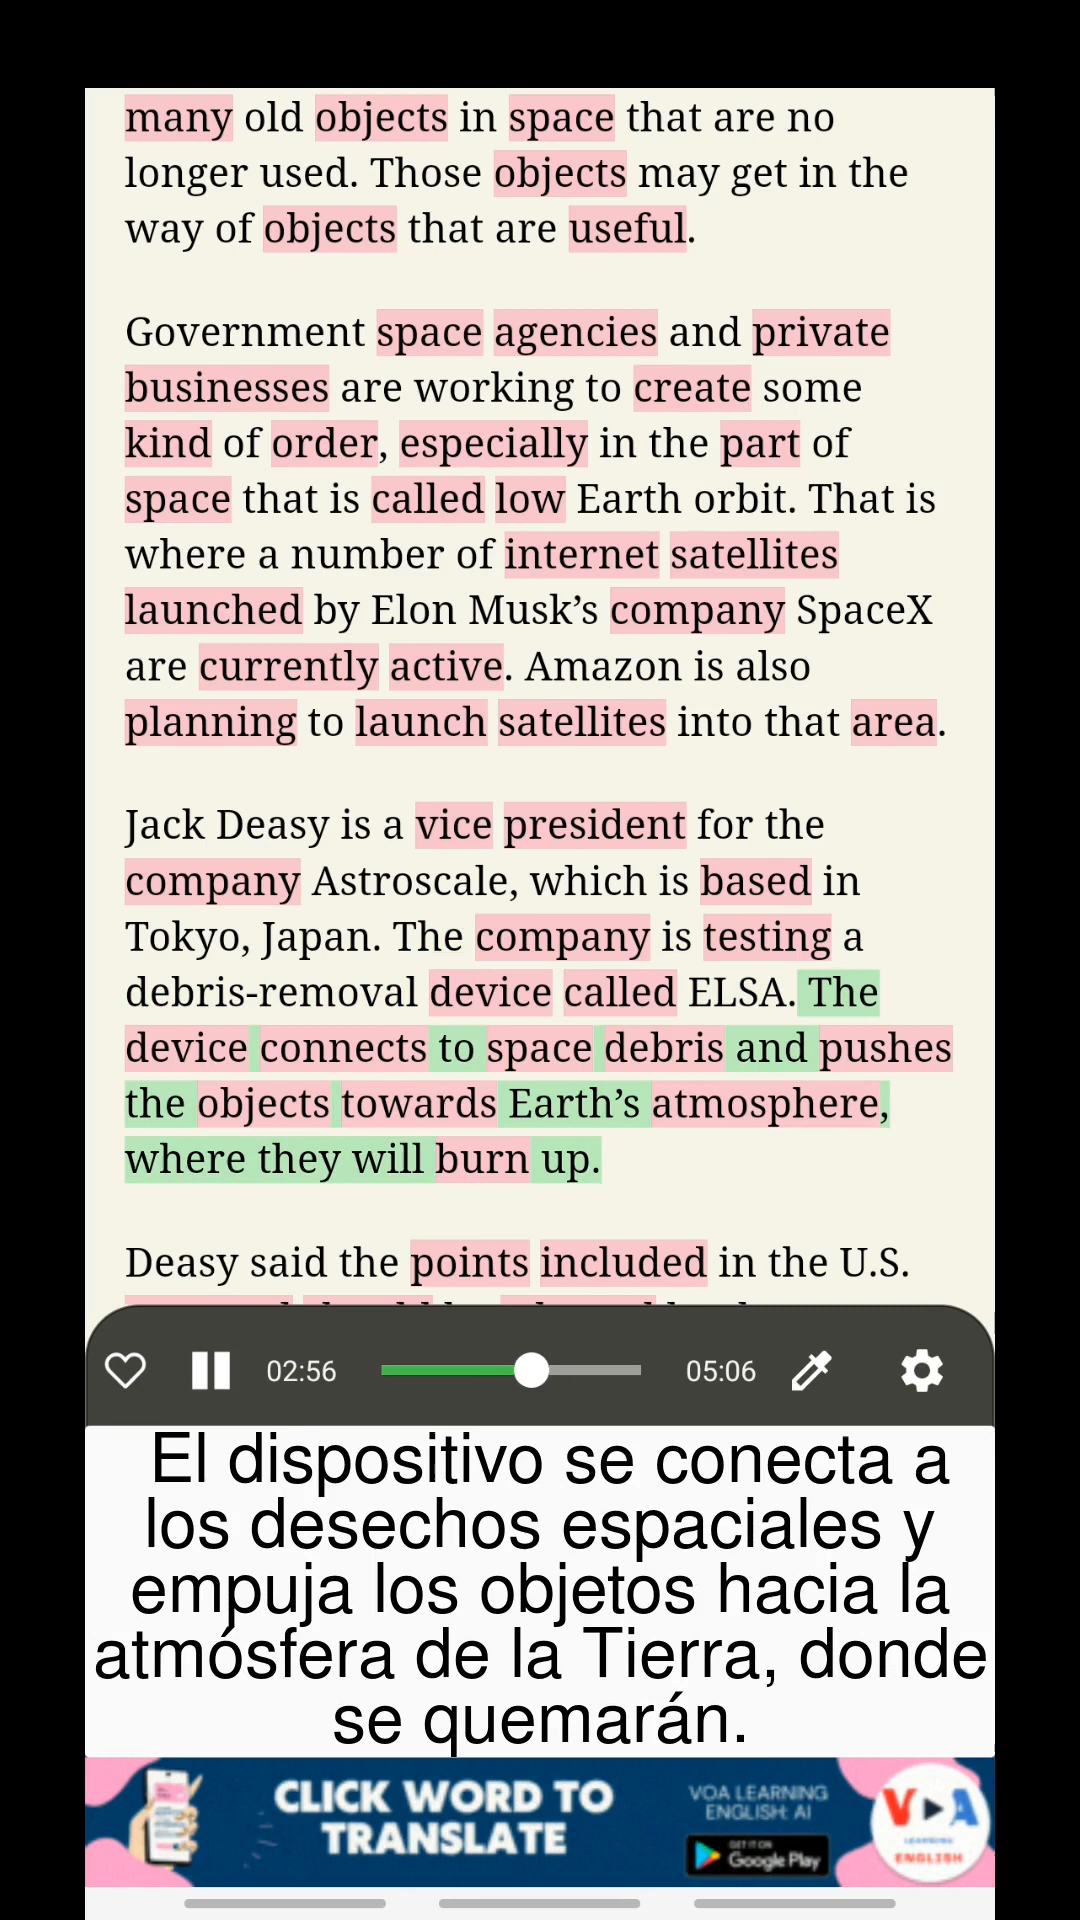 many old objects in space that are no
longer used. Those objects may get in the
way of objects that are useful.
Government space agencies and private
businesses are working to create some
kind of order, especially in the part of
space that is called low Earth orbit. That is
where a number of internet satellites
launched by Elon Musk’s company SpaceX
are currently active. Amazon is also
planning to launch satellites into that area.
Jack Deasy is a vice president for the
company Astroscale, which is based in
Tokyo, Japan. The company is testing a
debris-removal device called ELSA. The
device connects to space debris and pushes
the objects towards Earth’s atmosphere,
where they will burn up.
Deasy said the points included in the U.S.
02:56 05:06
El dispositivo se conecta a
los desechos espaciales y
empuja los objetos hacia la
atmósfera de la Tierra, donde
se quemarán.
CLICK WORD TO
TRANSLATE
VOA LEARNING
ENGLISH: AI
GET IT ON
Google Play
VOA
LEARNING
ENGLISH